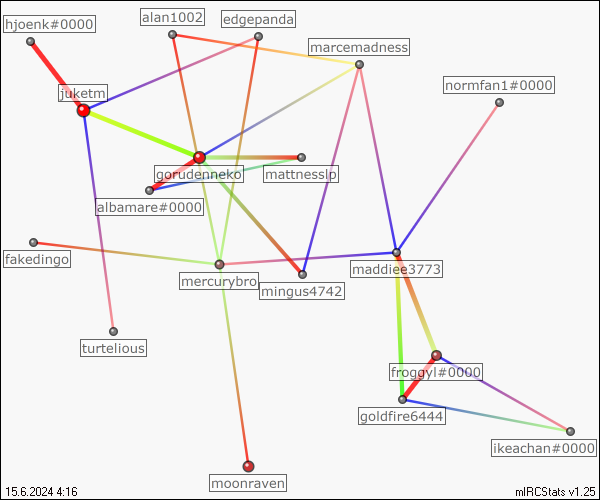 alan1002
edgepanda
hjoenk#0000
marcemadness
normfan1#0000
juketm
gorudenneko
mattnesslp
albamare#0000
fakedingo
maddiee3773
mercurybro
mingus4742
turtelious
froggyl#0000
goldfire6444
ikeachan#0000
moonraven
15.6.2024 4:16
mIRCStats v1.25